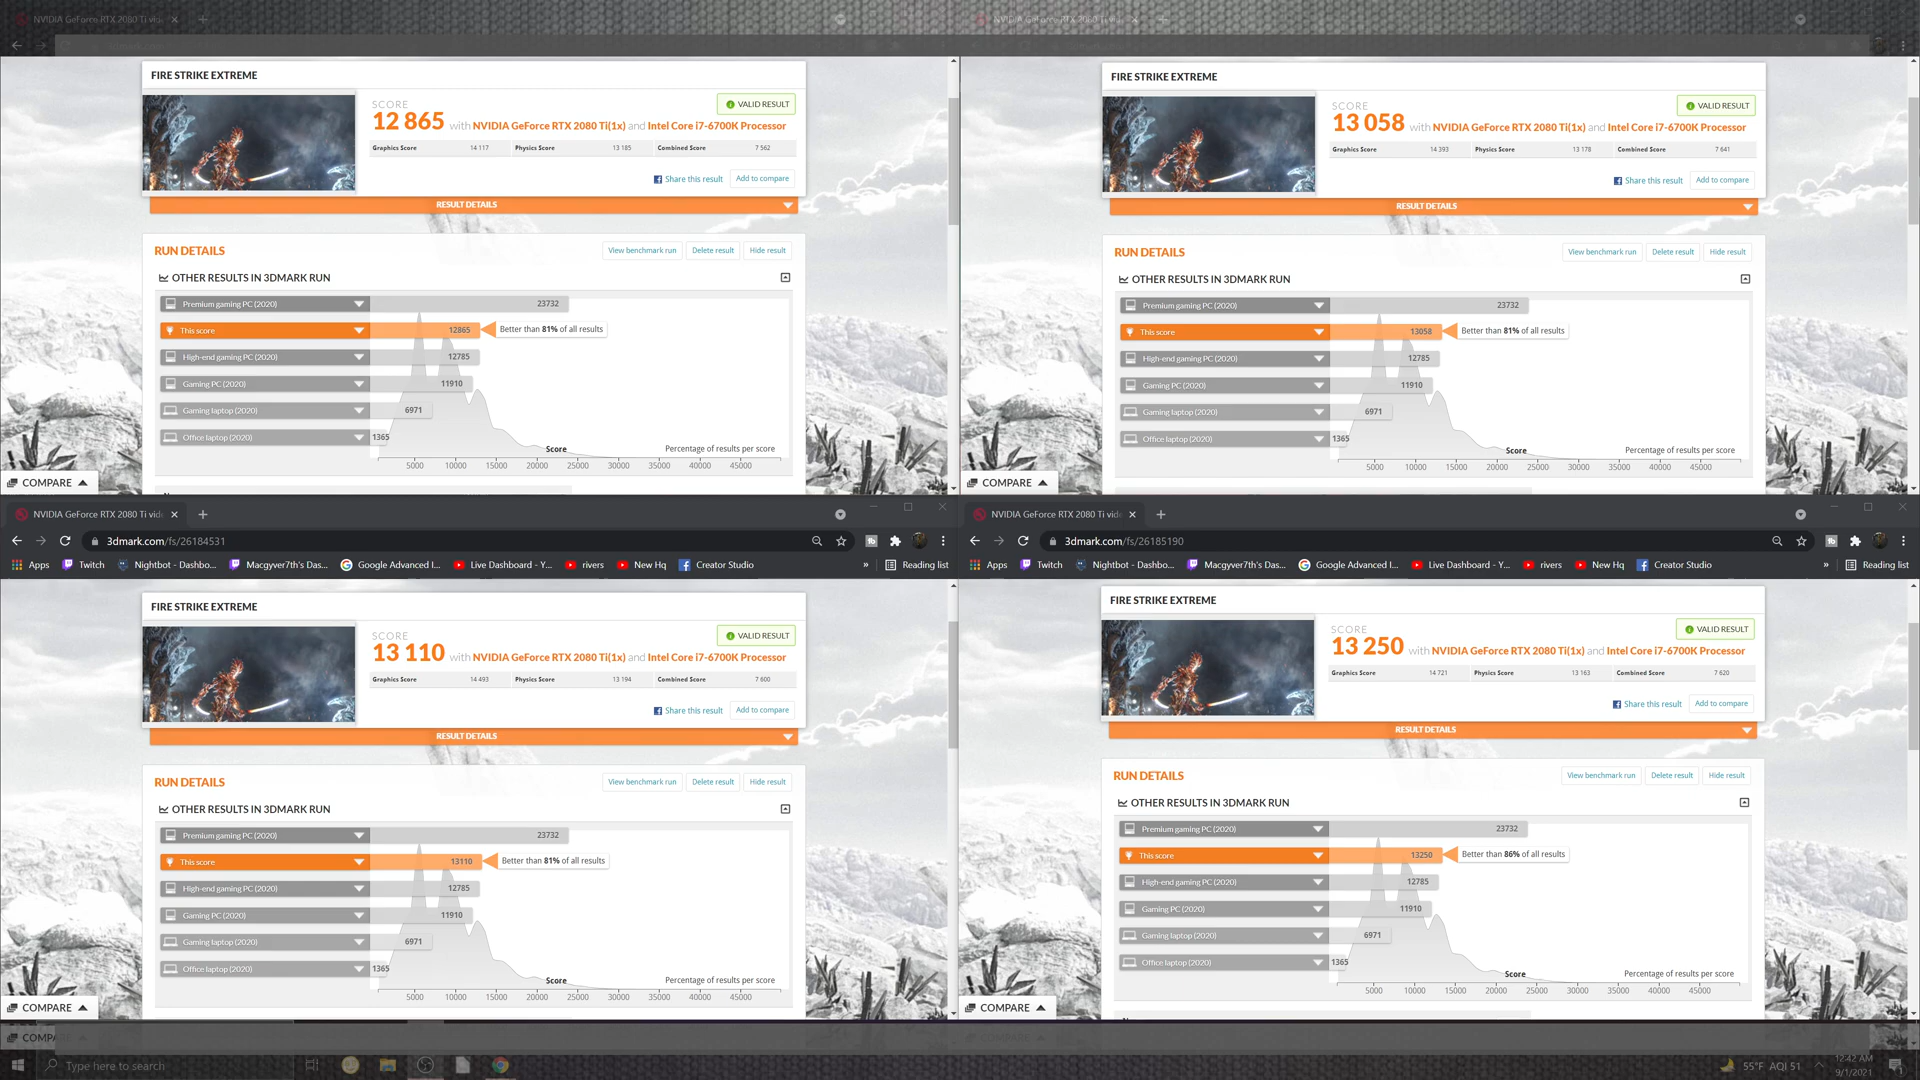 NVIDIA GeForce RTX 2080 Ti vid
NVIDIA GeForce RTX 2080 Ti vid
3dmark.com
FIRE STRIKE EXTREME
SCORE
VALID RESULT
12 865 with NVIDIA GeForce RTX 2080 Ti(1x) and Intel Core i7-6700K Processor
Graphics Score 14 117 Physics Score 13 185 Combined Score 7 562
Share this result Add to compare
RESULT DETAILS
RUN DETAILS View benchmark run Delete result Hide result
OTHER RESULTS IN 3DMARK RUN
Premium gaming PC (2020) 23732
This score 12865 Better than 81% of all results
High-end gaming PC (2020) 12785
Gaming PC (2020) 11910
Gaming laptop (2020) 6971
Office laptop (2020) 1365
Score Percentage of results per score
5000 10000 15000 20000 25000 30000 35000 40000 45000
COMPARE
FIRE STRIKE EXTREME
SCORE
VALID RESULT
13 058 with NVIDIA GeForce RTX 2080 Ti(1x) and Intel Core i7-6700K Processor
Graphics Score 14 393 Physics Score 13 178 Combined Score 7 641
Share this result Add to compare
RESULT DETAILS
RUN DETAILS View benchmark run Delete result Hide result
OTHER RESULTS IN 3DMARK RUN
Premium gaming PC (2020) 23732
This score 13058 Better than 81% of all results
High-end gaming PC (2020) 12785
Gaming PC (2020) 11910
Gaming laptop (2020) 6971
Office laptop (2020) 1365
Score Percentage of results per score
5000 10000 15000 20000 25000 30000 35000 40000 45000
COMPARE
NVIDIA GeForce RTX 2080 Ti vid
3dmark.com/fs/26184531
Apps Twitch Nightbot - Dashbo... Macgyver7th's Das... Google Advanced I... Live Dashboard - Y... rivers New Hq Creator Studio » Reading list
FIRE STRIKE EXTREME
SCORE
VALID RESULT
13 110 with NVIDIA GeForce RTX 2080 Ti(1x) and Intel Core i7-6700K Processor
Graphics Score 14 493 Physics Score 13 194 Combined Score 7 600
Share this result Add to compare
RESULT DETAILS
RUN DETAILS View benchmark run Delete result Hide result
OTHER RESULTS IN 3DMARK RUN
Premium gaming PC (2020) 23732
This score 13110 Better than 81% of all results
High-end gaming PC (2020) 12785
Gaming PC (2020) 11910
Gaming laptop (2020) 6971
Office laptop (2020) 1365
Score Percentage of results per score
5000 10000 15000 20000 25000 30000 35000 40000 45000
COMPARE
NVIDIA GeForce RTX 2080 Ti vid
3dmark.com/fs/26185190
Apps Twitch Nightbot - Dashbo... Macgyver7th's Das... Google Advanced I... Live Dashboard - Y... rivers New Hq Creator Studio » Reading list
FIRE STRIKE EXTREME
SCORE
VALID RESULT
13 250 with NVIDIA GeForce RTX 2080 Ti(1x) and Intel Core i7-6700K Processor
Graphics Score 14 721 Physics Score 13 163 Combined Score 7 620
Share this result Add to compare
RESULT DETAILS
RUN DETAILS View benchmark run Delete result Hide result
OTHER RESULTS IN 3DMARK RUN
Premium gaming PC (2020) 23732
This score 13250 Better than 86% of all results
High-end gaming PC (2020) 12785
Gaming PC (2020) 11910
Gaming laptop (2020) 6971
Office laptop (2020) 1365
Score Percentage of results per score
5000 10000 15000 20000 25000 30000 35000 40000 45000
COMPARE
COMPA
Type here to search
55°F AQI 51
12:42 AM
9/1/2021